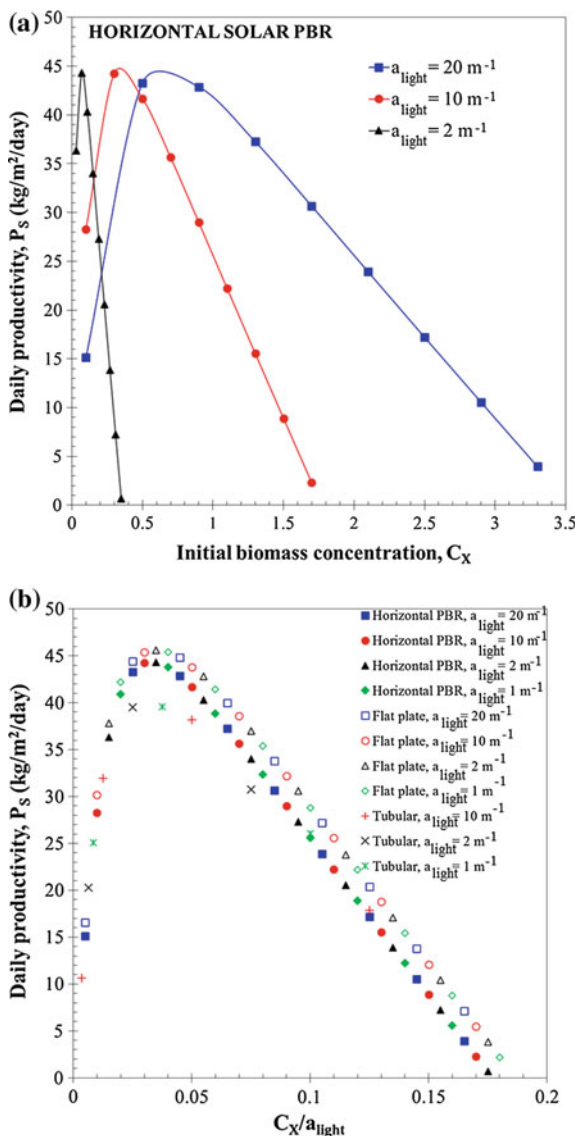 (a)
HORIZONTAL SOLAR PBR
a_light = 20 m⁻¹
a_light = 10 m⁻¹
a_light = 2 m⁻¹
Daily productivity, P_S (kg/m²/day)
50
45
40
35
30
25
20
15
10
5
0
0 0.5 1 1.5 2 2.5 3 3.5
Initial biomass concentration, C_X
(b)
Horizontal PBR, a_light = 20 m⁻¹
Horizontal PBR, a_light = 10 m⁻¹
Horizontal PBR, a_light = 2 m⁻¹
Horizontal PBR, a_light = 1 m⁻¹
Flat plate, a_light = 20 m⁻¹
Flat plate, a_light = 10 m⁻¹
Flat plate, a_light = 2 m⁻¹
Flat plate, a_light = 1 m⁻¹
Tubular, a_light = 10 m⁻¹
Tubular, a_light = 2 m⁻¹
Tubular, a_light = 1 m⁻¹
Daily productivity, P_S (kg/m²/day)
50
45
40
35
30
25
20
15
10
5
0
0 0.05 0.1 0.15 0.2
C_X/a_light